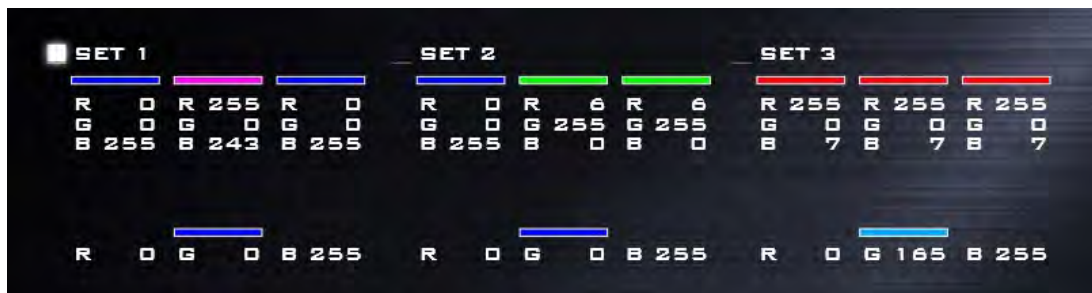 SET 1 SET 2 SET 3
R 0 R 255 R 0 R 0 R 6 R 6 R 255 R 255 R 255
G 0 G 0 G 0 G 0 G 255 G 255 G 0 G 0 G 0
B 255 B 243 B 255 B 255 B 0 B 0 B 7 B 7 B 7
R 0 G 0 B 255 R 0 G 0 B 255 R 0 G 165 B 255